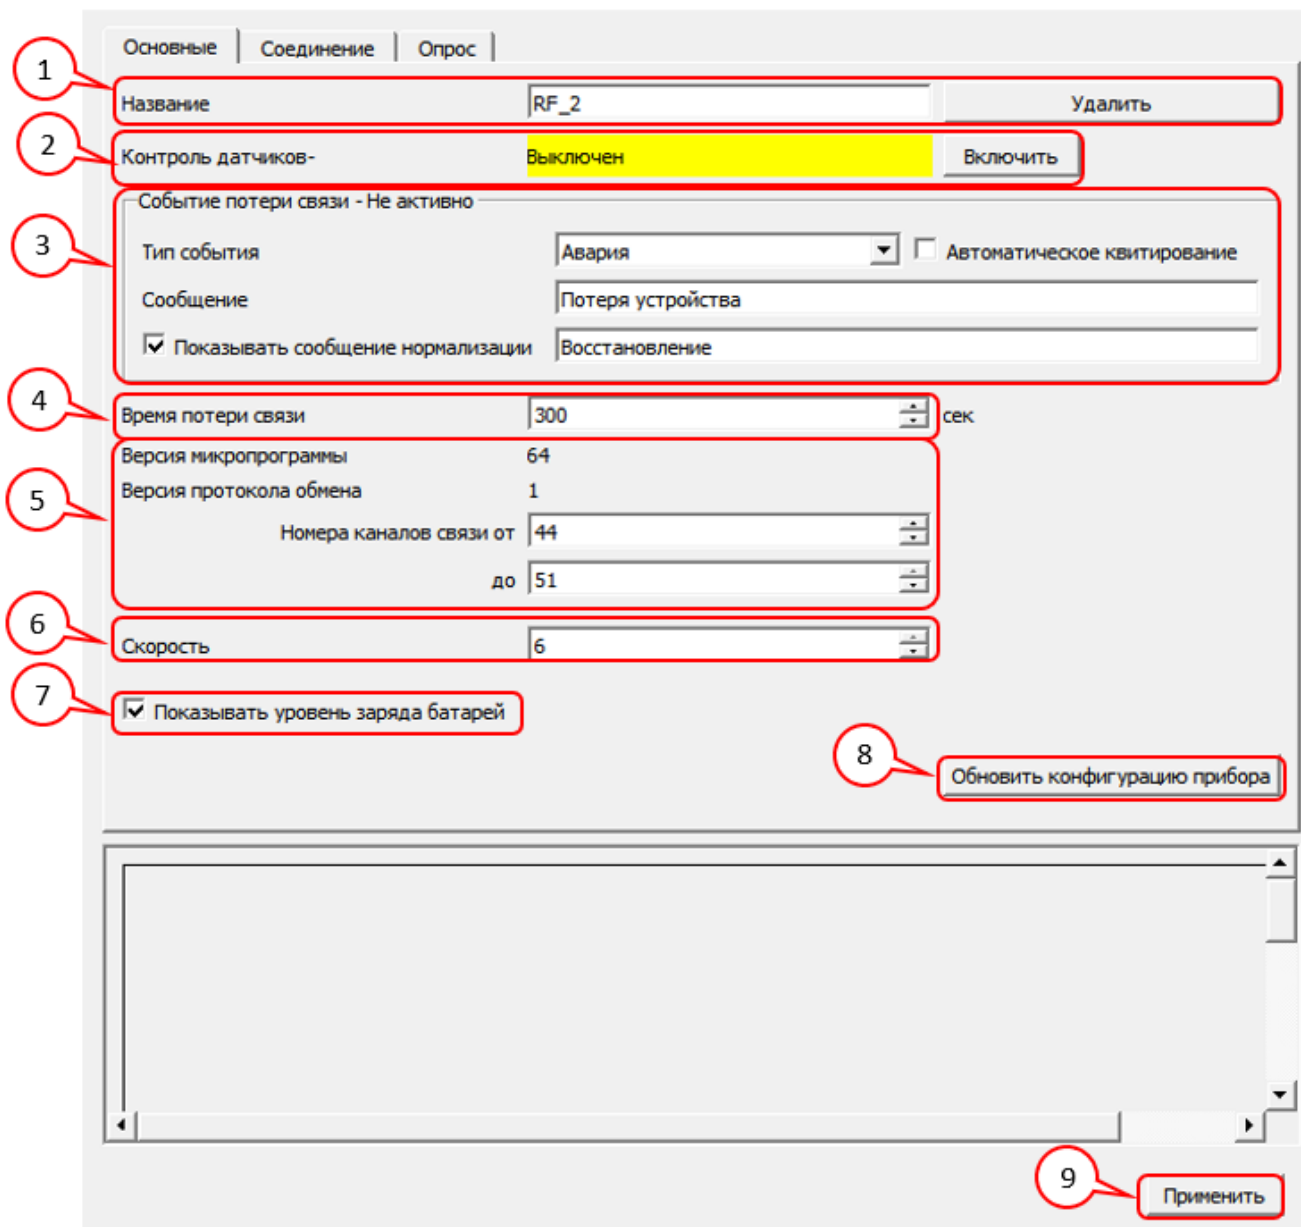 Основные Соединение Опрос
1
Название RF_2 Удалить
2
Контроль датчиков- Выключен Включить
Событие потери связи - Не активно
3
Тип события Авария Автоматическое квитирование
Сообщение Потеря устройства
Показывать сообщение нормализации Восстановление
4
Время потери связи 300 сек
Версия микропрограммы 64
5
Версия протокола обмена 1
Номера каналов связи от 44
до 51
6
Скорость 6
7
Показывать уровень заряда батарей
8
Обновить конфигурацию прибора
9
Применить